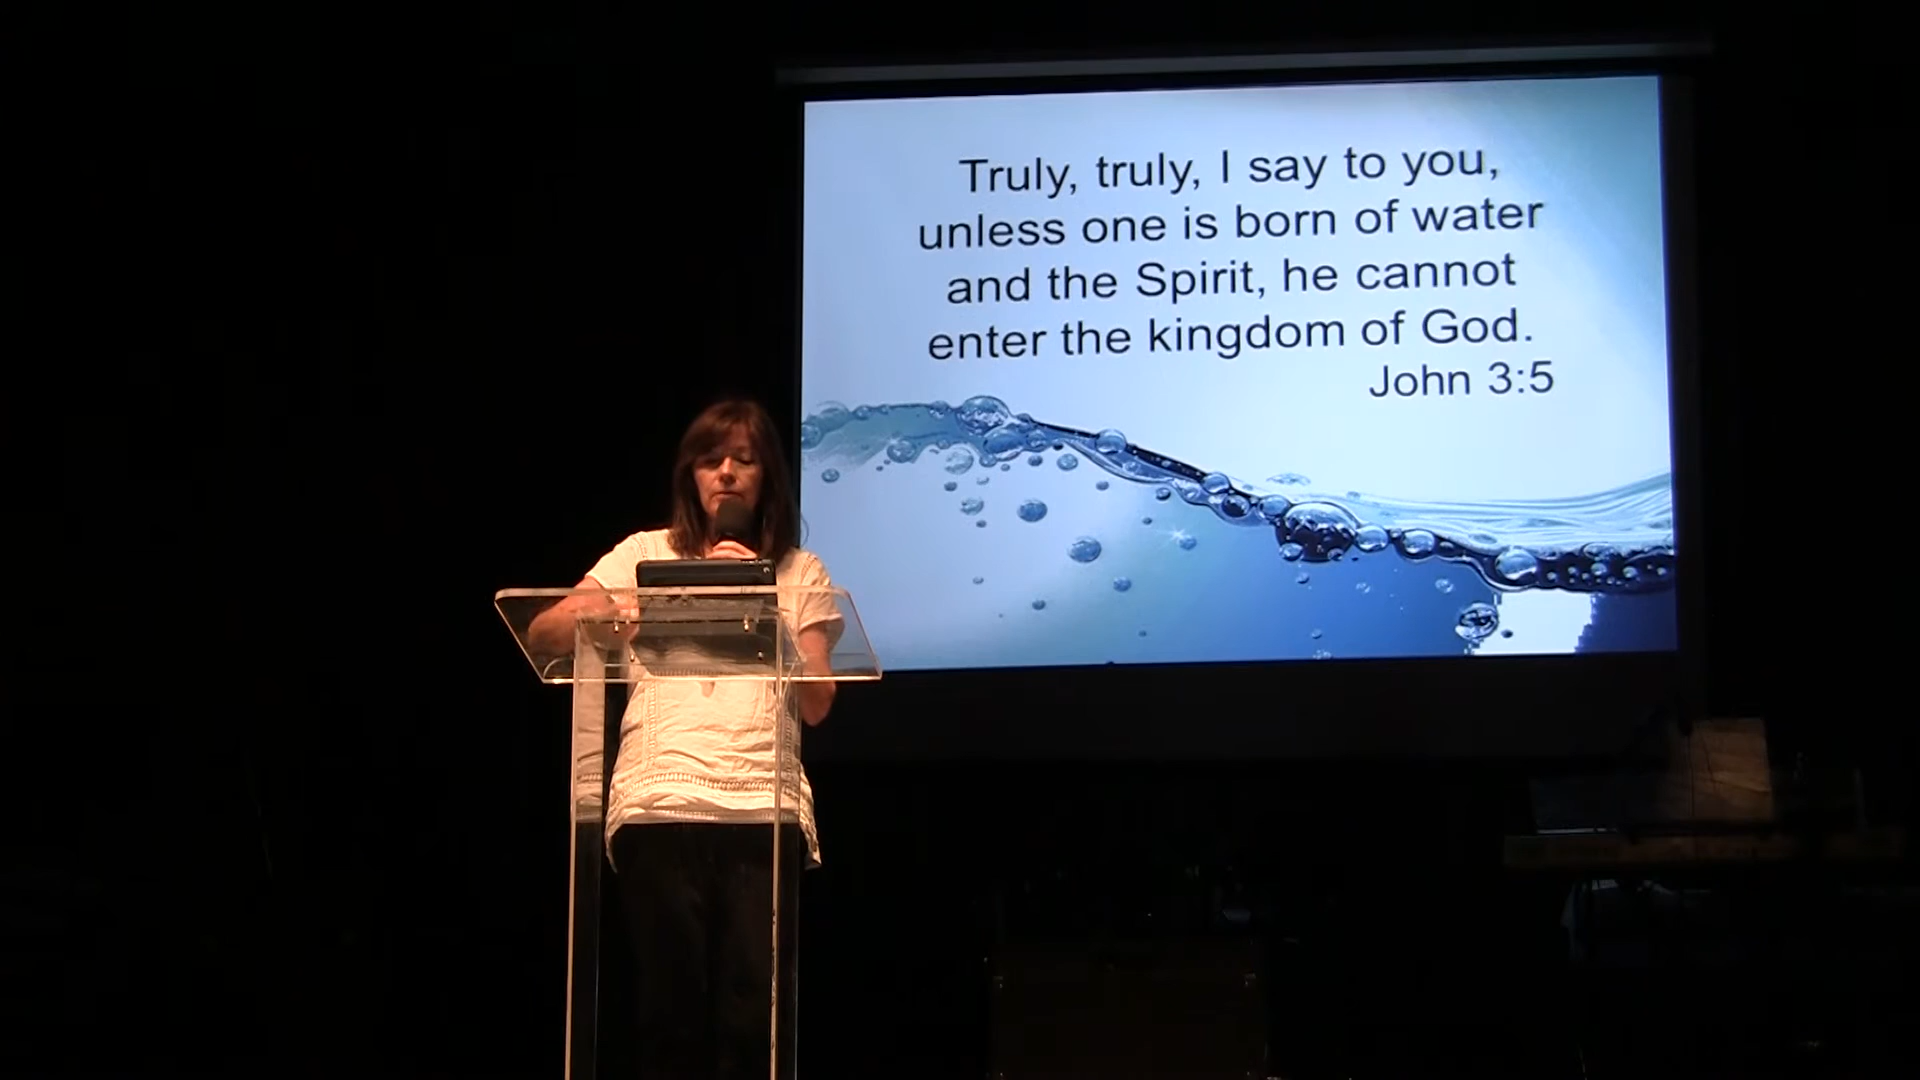 Truly, truly, I say to you,
unless one is born of water
and the Spirit, he cannot
enter the kingdom of God.
John 3:5